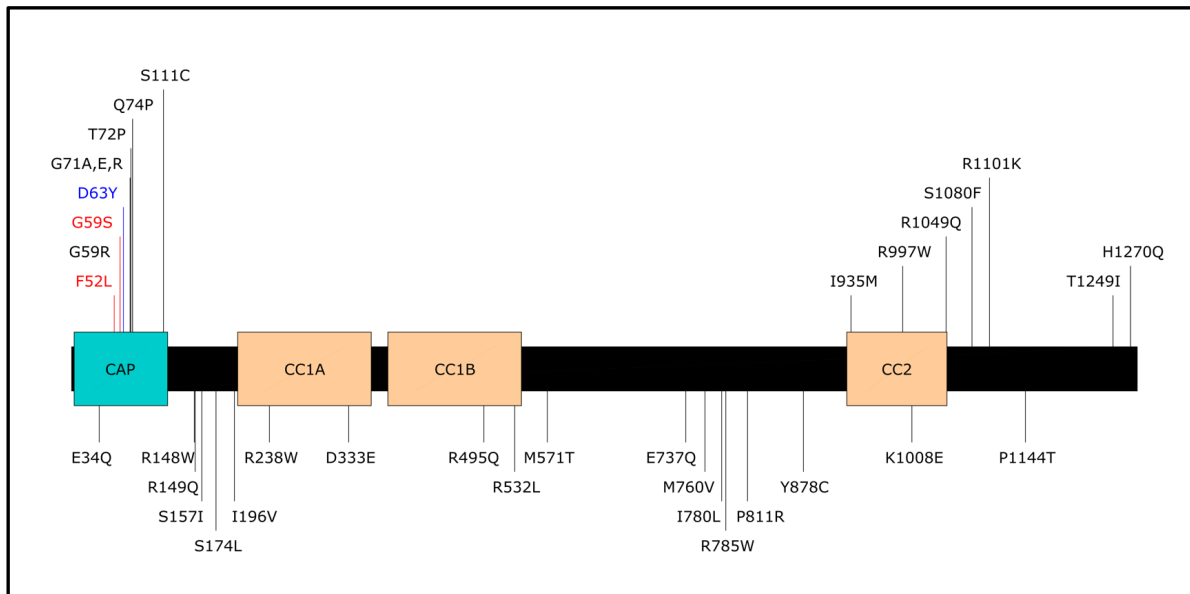 S111C
Q74P
T72P
G71A,E,R
R1101K
D63Y
S1080F
G59S
R1049Q
G59R
R997W
H1270Q
F52L
I935M
T1249I
CAP
CC1A
CC1B
CC2
E34Q
R148W
R238W
D333E
R495Q
M571T
E737Q
K1008E
P1144T
R149Q
R532L
M760V
Y878C
S157I
I196V
I780L
P811R
S174L
R785W